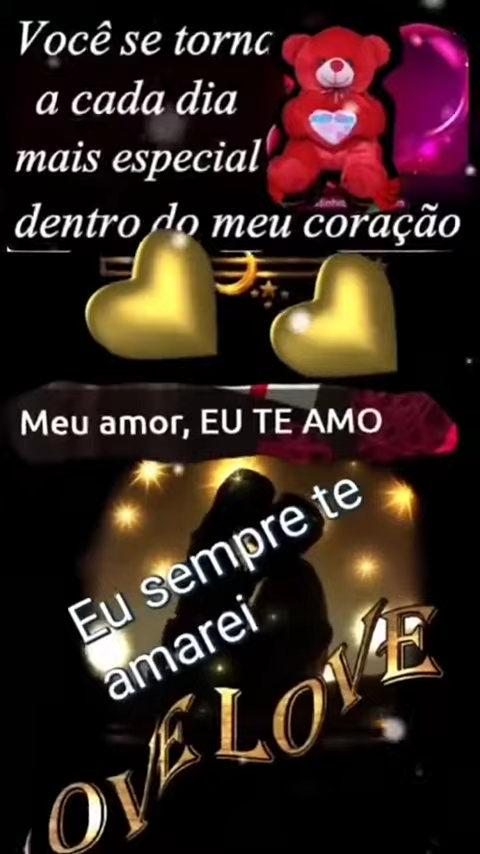 Você se torna
a cada dia
mais especial
dentro do meu coração
Meu amor, EU TE AMO
Eu sempre te
amarei
OVE LOVE